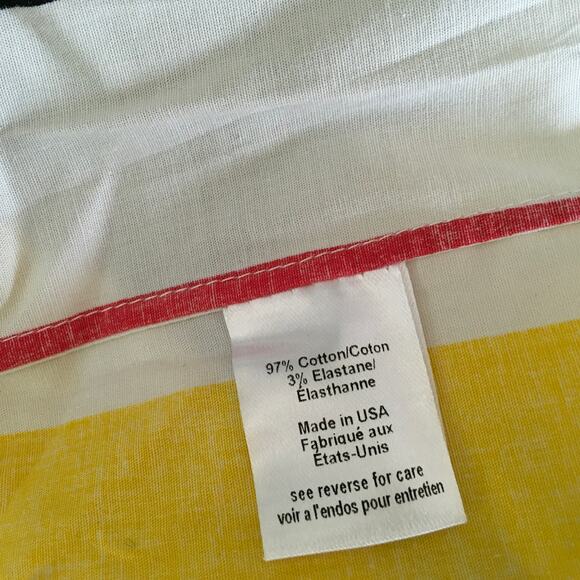 97% Cotton/Coton
3% Elastane/
Élasthanne
Made in USA
Fabriqué aux
États-Unis
see reverse for care
voir a l'endos pour entretien